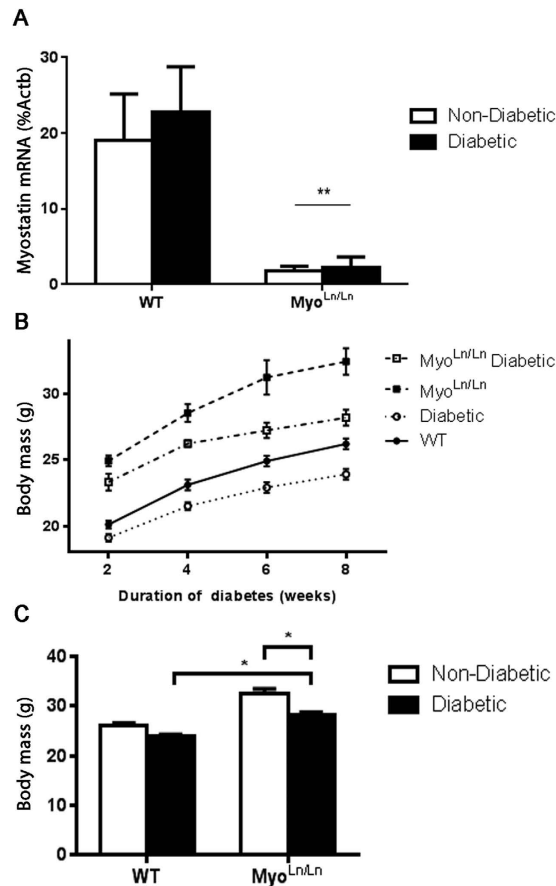 A
Myostatin mRNA (%Actb)
30
20
10
0
**
WT
Myo^Ln/Ln
Non-Diabetic
Diabetic
B
Body mass (g)
30
25
20
2 4 6 8
Duration of diabetes (weeks)
Myo^Ln/Ln Diabetic
Myo^Ln/Ln
Diabetic
WT
C
Body mass (g)
40
30
20
10
0
*
*
WT
Myo^Ln/Ln
Non-Diabetic
Diabetic